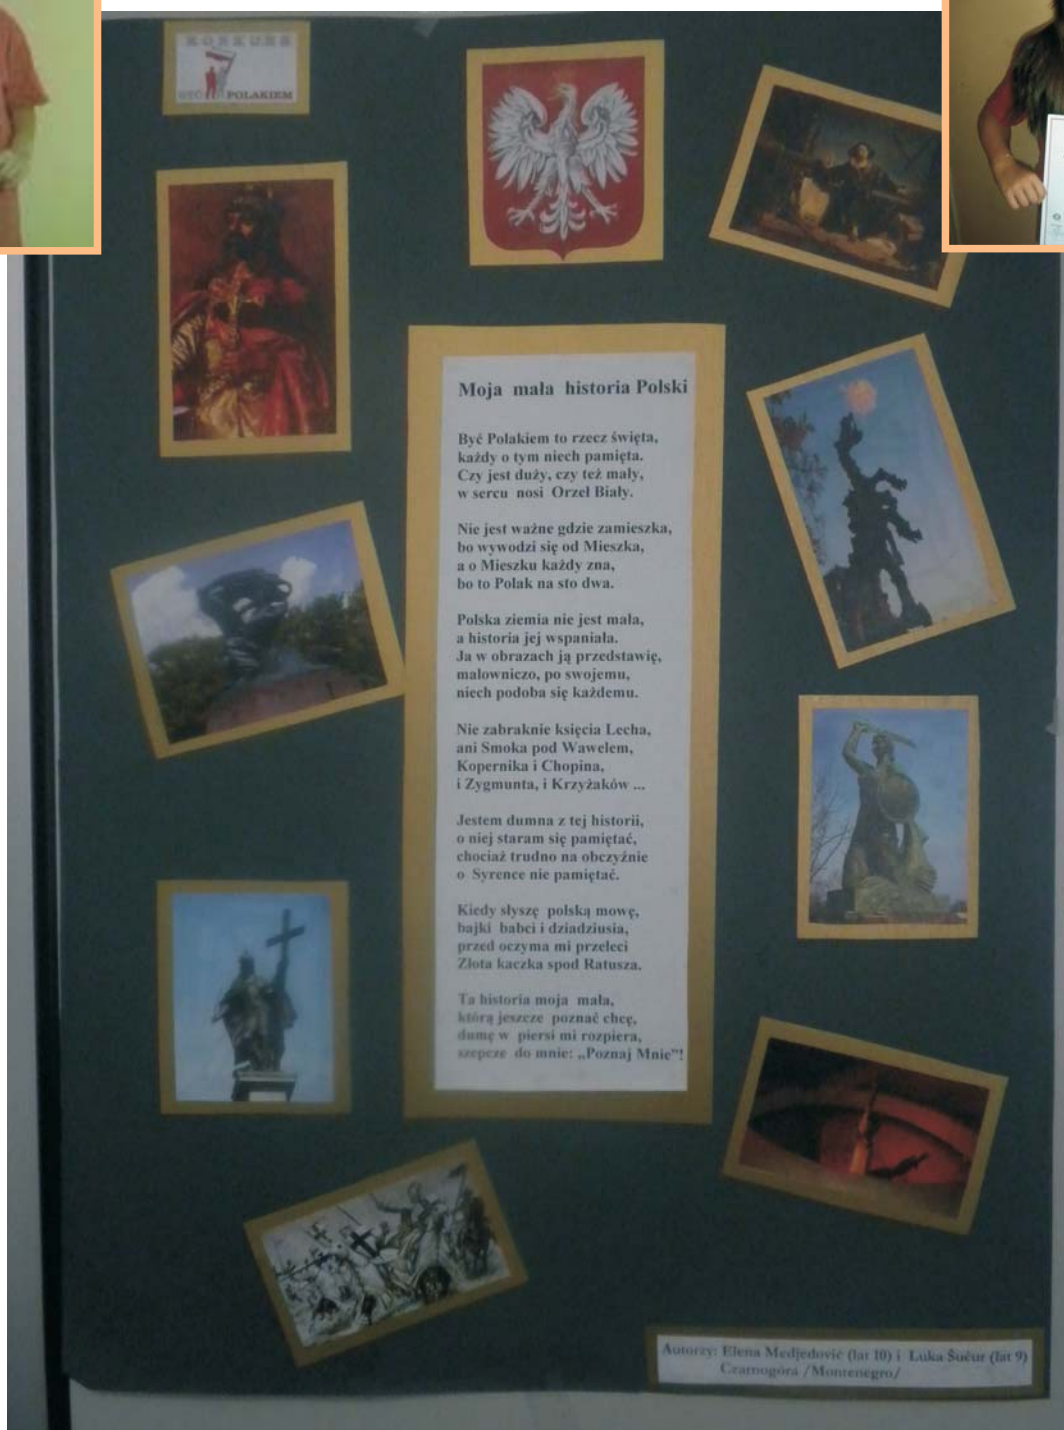 KONKURS
BYĆ POLAKIEM
Moja mała historia Polski
Być Polakiem to rzecz święta,
każdy o tym niech pamięta.
Czy jest duży, czy też mały,
w sercu nosi Orzeł Biały.
Nie jest ważne gdzie zamieszka,
bo wywodzi się od Mieszka,
a o Mieszku każdy zna,
bo to Polak na sto dwa.
Polska ziemia nie jest mała,
a historia jej wspaniała.
Ja w obrazach ją przedstawię,
malowniczo, po swojemu,
niech podoba się każdemu.
Nie zabraknie księcia Lecha,
ani Smoka pod Wawelem,
Kopernika i Chopina,
i Zygmunta, i Krzyżaków ...
Jestem dumna z tej historii,
o niej staram się pamiętać,
chociaż trudno na obczyźnie
o Syrence nie pamiętać.
Kiedy słyszę polską mowę,
bajki babci i dziadziusia,
przed oczyma mi przeleci
Złota kaczka spod Ratusza.
Ta historia moja mała,
którą jeszcze poznać chcę,
dumę w piersi mi rozpiera,
szepcze do mnie: „Poznaj Mnie”!
Autorzy: Elena Medjedović (lat 10) i Luka Šučur (lat 9)
Czarnogóra /Montenegro/